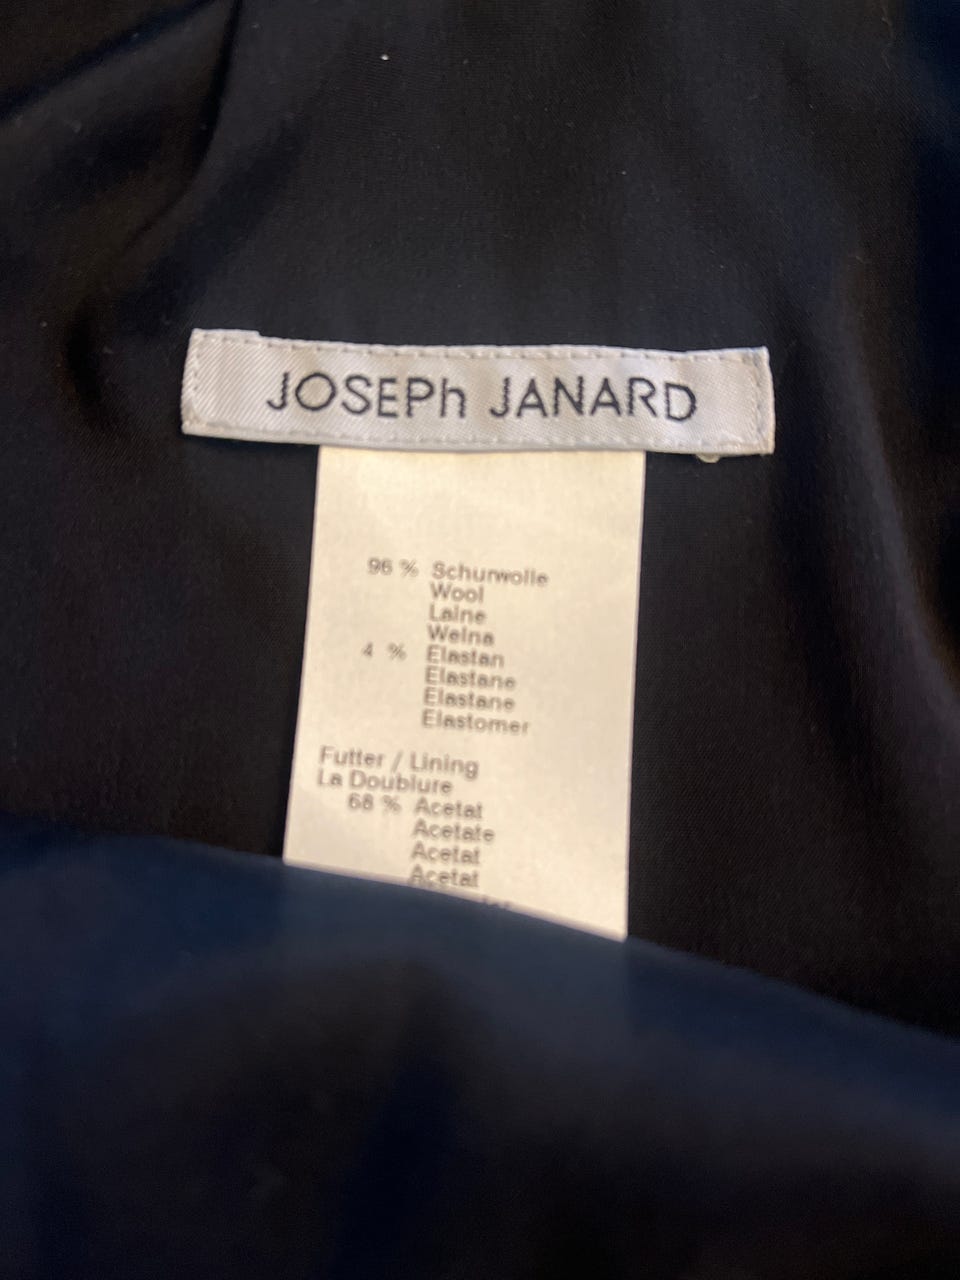 JOSEPh JANARD
96 % Schurwolle
Wool
Laine
Welna
4 % Elastan
Elastane
Elastane
Elastomer
Futter / Lining
La Doublure
68 % Acetat
Acetate
Acetat
Acetat